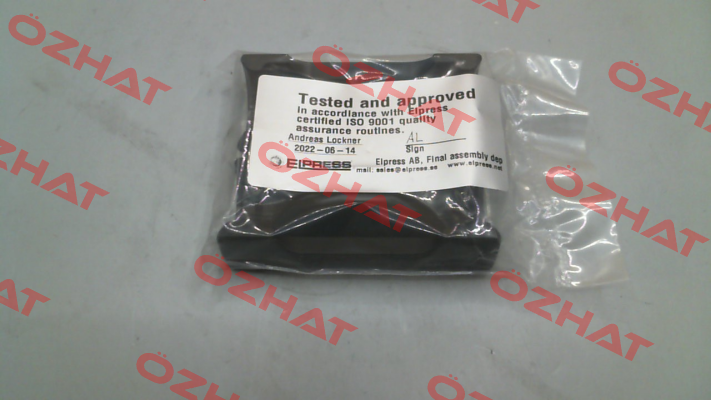 Tested and approved
In accordance with Elpress
certified ISO 9001 quality
assurance routines.
Andreas Lockner AL
2022-06-14 Sign
ELPRESS Elpress AB, Final assembly dep
mail: sales@elpress.se www.elpress.net
ÖZHAT
ÖZHAT
ÖZHAT
ÖZHAT
ÖZHAT
ÖZHAT
ÖZHAT
ÖZHAT
ÖZHAT